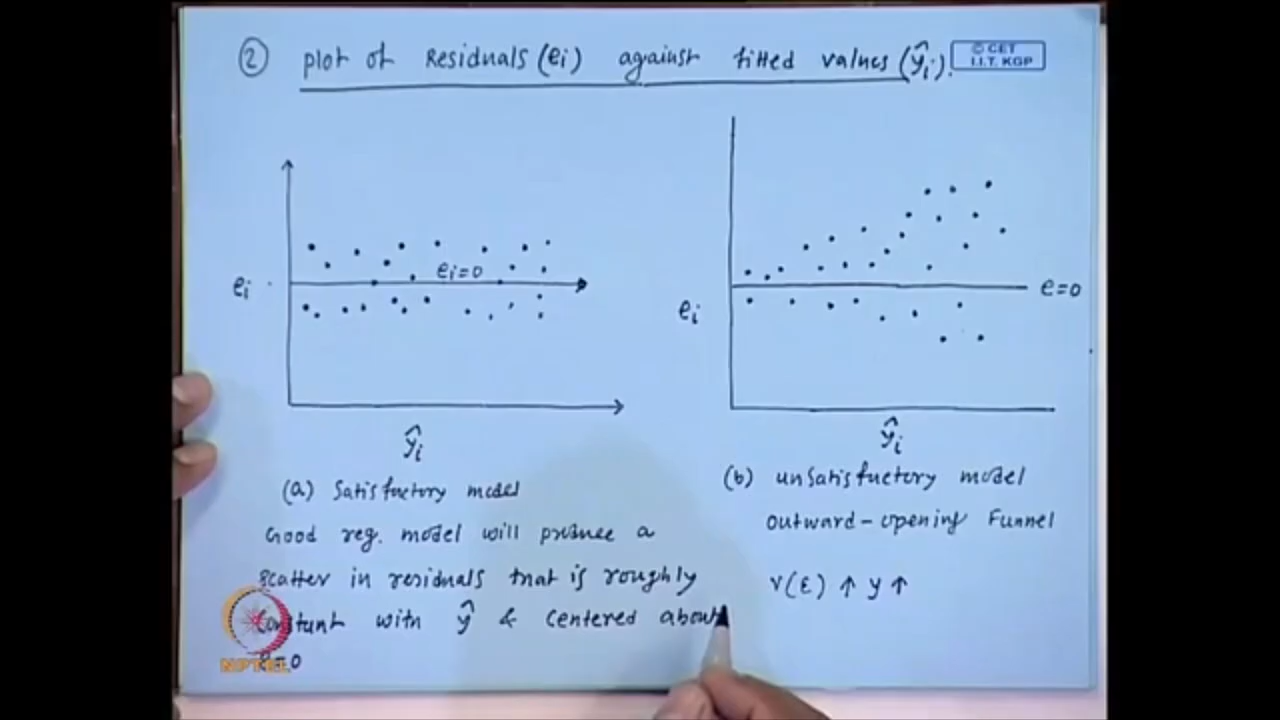 ② plot of Residuals (ei) against fitted values (ŷi).
© CET
I.I.T. KGP
ei
ei=0
ŷi
(a) Satisfactory model
Good reg. model will produce a
scatter in residuals that is roughly
constant with ŷ & centered about
e=0
ei
e=0
ŷi
(b) unsatisfactory model
outward-opening Funnel
V(ε) ↑ y ↑
NPTEL